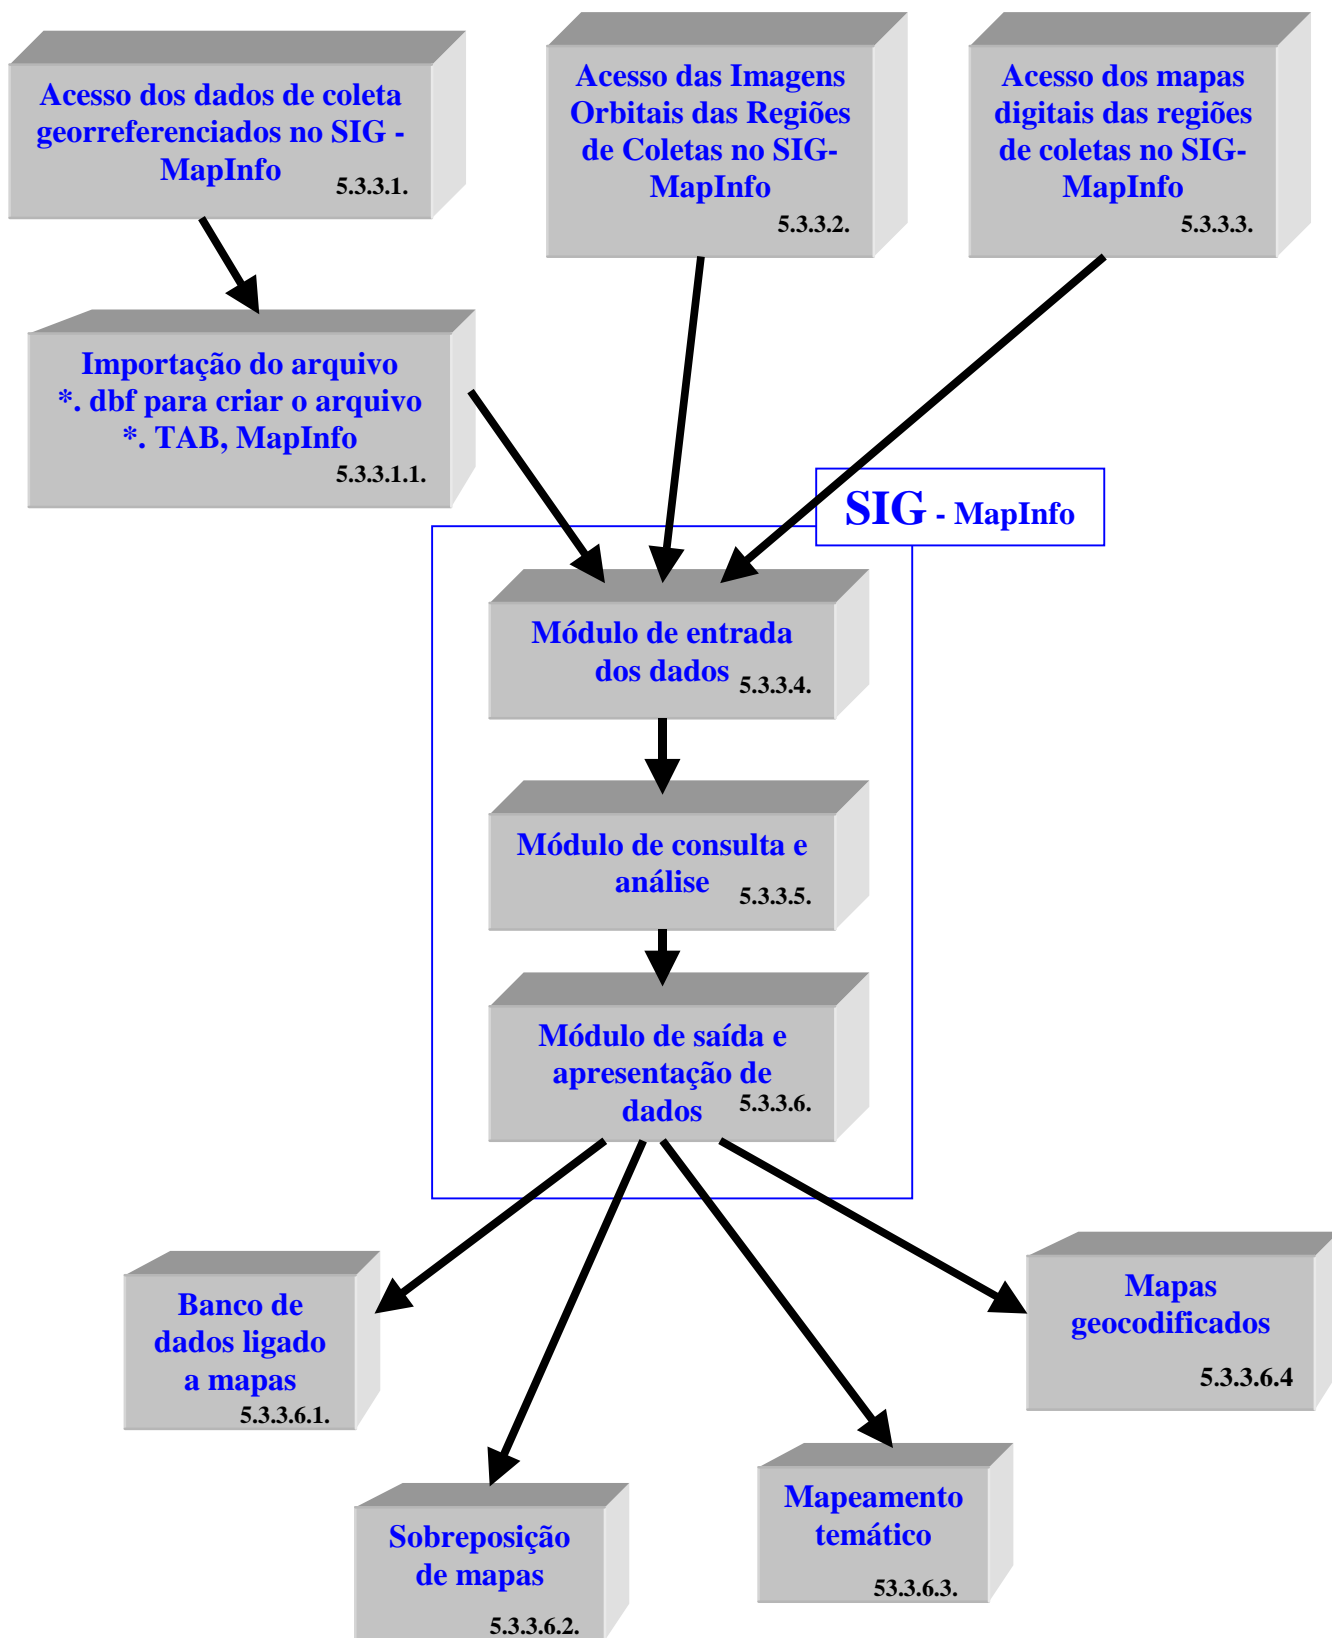 Acesso dos dados de coleta
georreferenciados no SIG -
MapInfo
5.3.3.1.
Acesso das Imagens
Orbitais das Regiões
de Coletas no SIG-
MapInfo
5.3.3.2.
Acesso dos mapas
digitais das regiões
de coletas no SIG-
MapInfo
5.3.3.3.
Importação do arquivo
*. dbf para criar o arquivo
*. TAB, MapInfo
5.3.3.1.1.
SIG - MapInfo
Módulo de entrada
dos dados
5.3.3.4.
Módulo de consulta e
análise
5.3.3.5.
Módulo de saída e
apresentação de
dados
5.3.3.6.
Banco de
dados ligado
a mapas
5.3.3.6.1.
Sobreposição
de mapas
5.3.3.6.2.
Mapeamento
temático
53.3.6.3.
Mapas
geocodificados
5.3.3.6.4